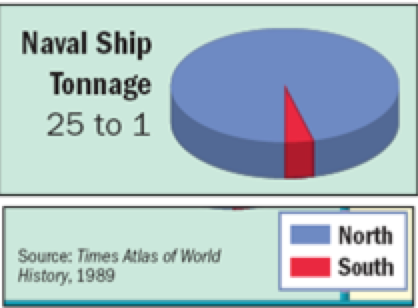 Naval Ship
Tonnage
25 to 1
North
South
Source: Times Atlas of World
History, 1989